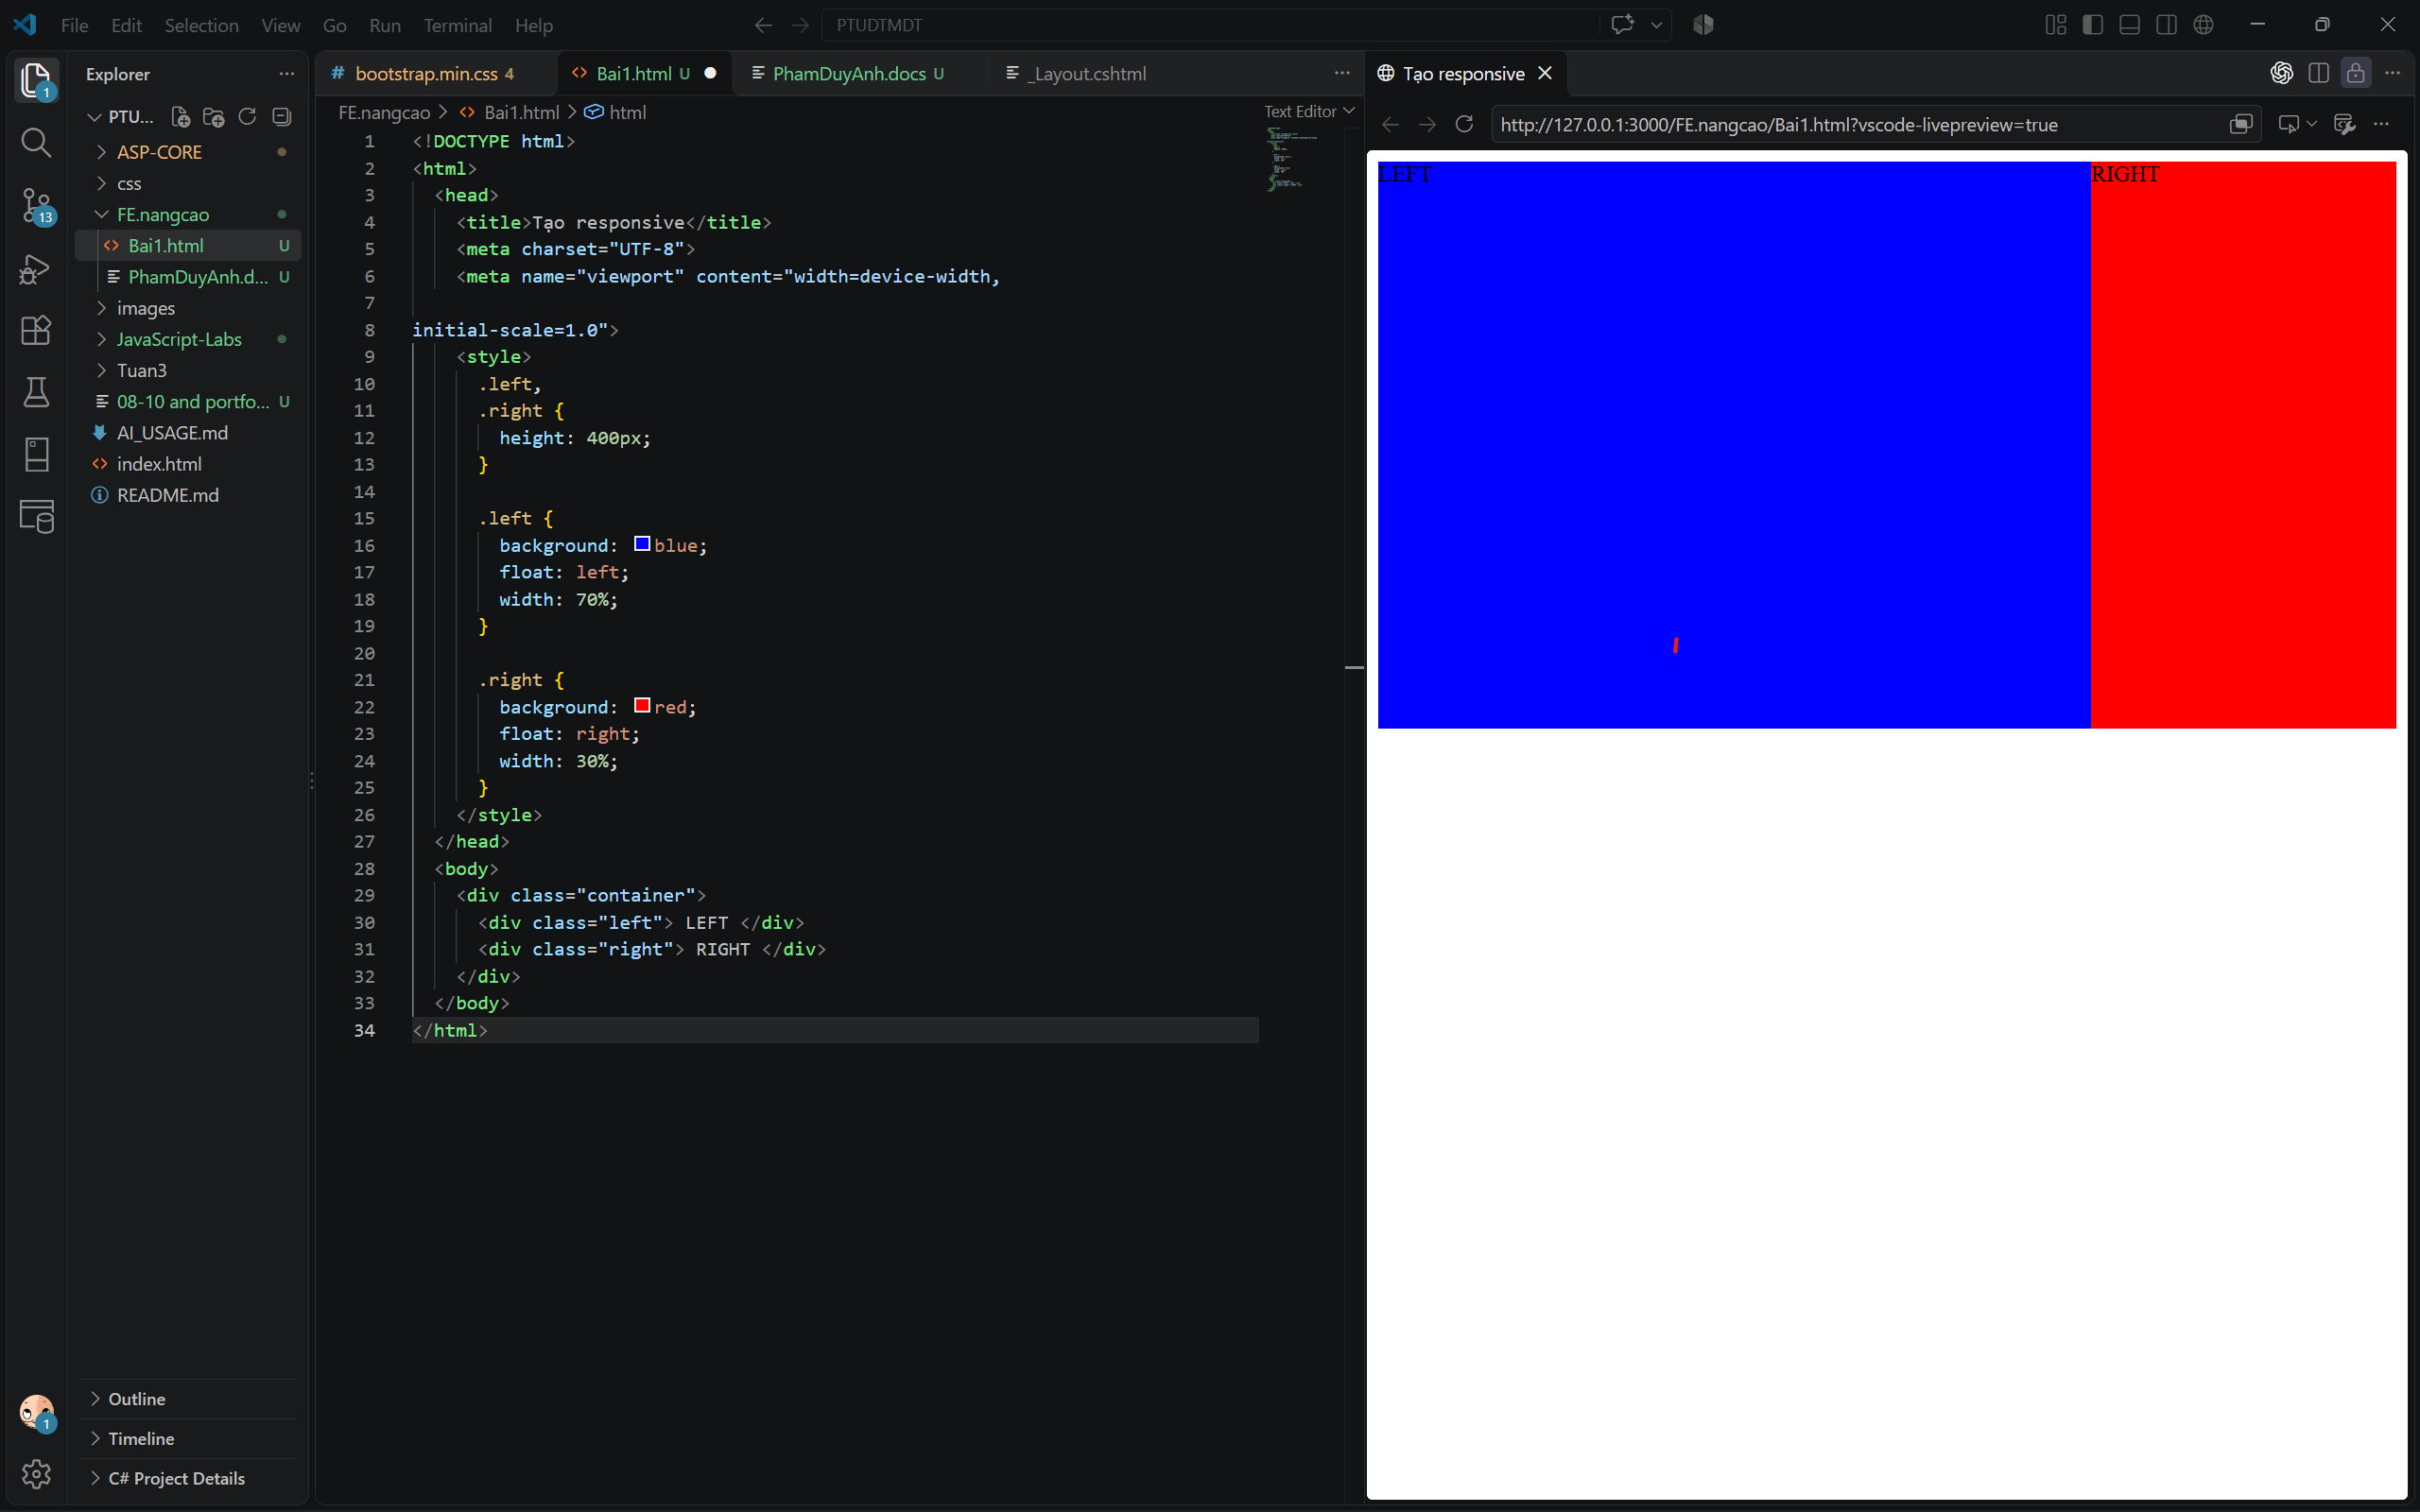 File Edit Selection View Go Run Terminal Help
PTUDTMDT
Explorer
PTU...
ASP-CORE
css
FE.nangcao
Bai1.html U
PhamDuyAnh.d... U
images
JavaScript-Labs
Tuan3
08-10 and portfo... U
AI_USAGE.md
index.html
README.md
Outline
Timeline
C# Project Details
1
13
1
# bootstrap.min.css 4
<> Bai1.html U
PhamDuyAnh.docs U
_Layout.cshtml
FE.nangcao > <> Bai1.html > html
Text Editor
1 <!DOCTYPE html>
2 <html>
3 <head>
4 <title>Tạo responsive</title>
5 <meta charset="UTF-8">
6 <meta name="viewport" content="width=device-width,
7
8 initial-scale=1.0">
9 <style>
10 .left,
11 .right {
12 height: 400px;
13 }
14
15 .left {
16 background: blue;
17 float: left;
18 width: 70%;
19 }
20
21 .right {
22 background: red;
23 float: right;
24 width: 30%;
25 }
26 </style>
27 </head>
28 <body>
29 <div class="container">
30 <div class="left"> LEFT </div>
31 <div class="right"> RIGHT </div>
32 </div>
33 </body>
34 </html>
Tạo responsive
http://127.0.0.1:3000/FE.nangcao/Bai1.html?vscode-livepreview=true
LEFT
RIGHT